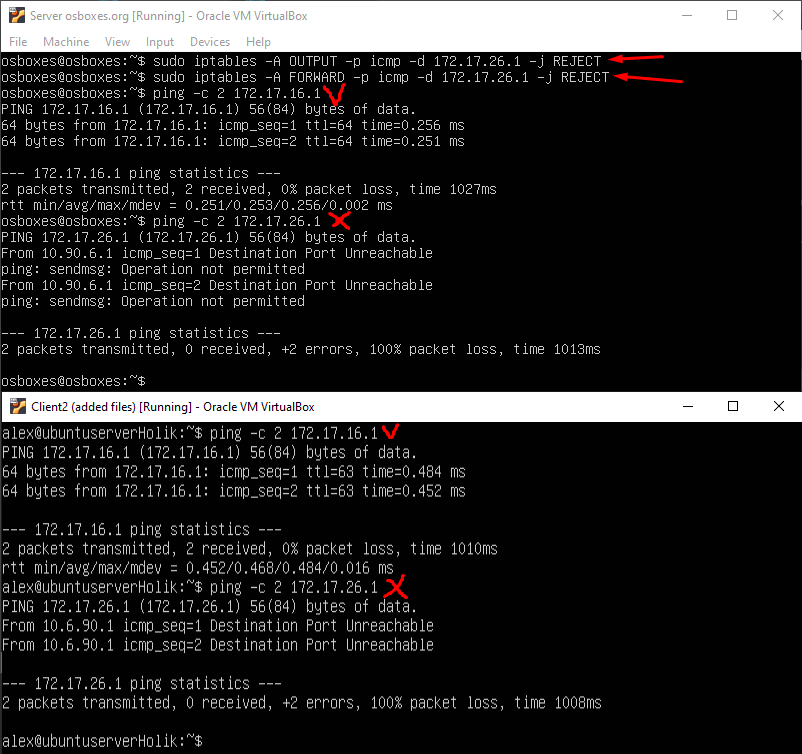 Server osboxes.org [Running] - Oracle VM VirtualBox
File Machine View Input Devices Help
osboxes@osboxes:~$ sudo iptables -A OUTPUT -p icmp -d 172.17.26.1 -j REJECT
osboxes@osboxes:~$ sudo iptables -A FORWARD -p icmp -d 172.17.26.1 -j REJECT
osboxes@osboxes:~$ ping -c 2 172.17.16.1
PING 172.17.16.1 (172.17.16.1) 56(84) bytes of data.
64 bytes from 172.17.16.1: icmp_seq=1 ttl=64 time=0.256 ms
64 bytes from 172.17.16.1: icmp_seq=2 ttl=64 time=0.251 ms
--- 172.17.16.1 ping statistics ---
2 packets transmitted, 2 received, 0% packet loss, time 1027ms
rtt min/avg/max/mdev = 0.251/0.253/0.256/0.002 ms
osboxes@osboxes:~$ ping -c 2 172.17.26.1
PING 172.17.26.1 (172.17.26.1) 56(84) bytes of data.
From 10.90.6.1 icmp_seq=1 Destination Port Unreachable
ping: sendmsg: Operation not permitted
From 10.90.6.1 icmp_seq=2 Destination Port Unreachable
ping: sendmsg: Operation not permitted
--- 172.17.26.1 ping statistics ---
2 packets transmitted, 0 received, +2 errors, 100% packet loss, time 1013ms
osboxes@osboxes:~$
Client2 (added files) [Running] - Oracle VM VirtualBox
alex@ubuntuserverHolik:~$ ping -c 2 172.17.16.1
PING 172.17.16.1 (172.17.16.1) 56(84) bytes of data.
64 bytes from 172.17.16.1: icmp_seq=1 ttl=63 time=0.484 ms
64 bytes from 172.17.16.1: icmp_seq=2 ttl=63 time=0.452 ms
--- 172.17.16.1 ping statistics ---
2 packets transmitted, 2 received, 0% packet loss, time 1010ms
rtt min/avg/max/mdev = 0.452/0.468/0.484/0.016 ms
alex@ubuntuserverHolik:~$ ping -c 2 172.17.26.1
PING 172.17.26.1 (172.17.26.1) 56(84) bytes of data.
From 10.6.90.1 icmp_seq=1 Destination Port Unreachable
From 10.6.90.1 icmp_seq=2 Destination Port Unreachable
--- 172.17.26.1 ping statistics ---
2 packets transmitted, 0 received, +2 errors, 100% packet loss, time 1008ms
alex@ubuntuserverHolik:~$